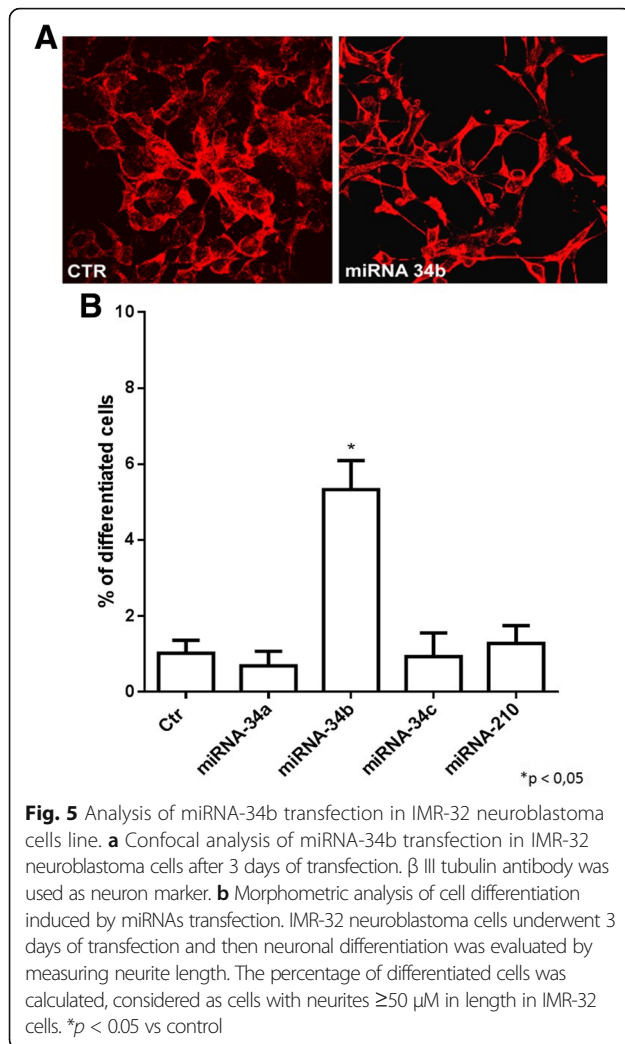 A
CTR
miRNA 34b
B
% of differentiated cells
10
8
6
4
2
0
*
Ctr
miRNA-34a
miRNA-34b
miRNA-34c
miRNA-210
*p < 0,05
Fig. 5 Analysis of miRNA-34b transfection in IMR-32 neuroblastoma
cells line. a Confocal analysis of miRNA-34b transfection in IMR-32
neuroblastoma cells after 3 days of transfection. β III tubulin antibody was
used as neuron marker. b Morphometric analysis of cell differentiation
induced by miRNAs transfection. IMR-32 neuroblastoma cells underwent 3
days of transfection and then neuronal differentiation was evaluated by
measuring neurite length. The percentage of differentiated cells was
calculated, considered as cells with neurites ≥50 μM in length in IMR-32
cells. *p < 0.05 vs control